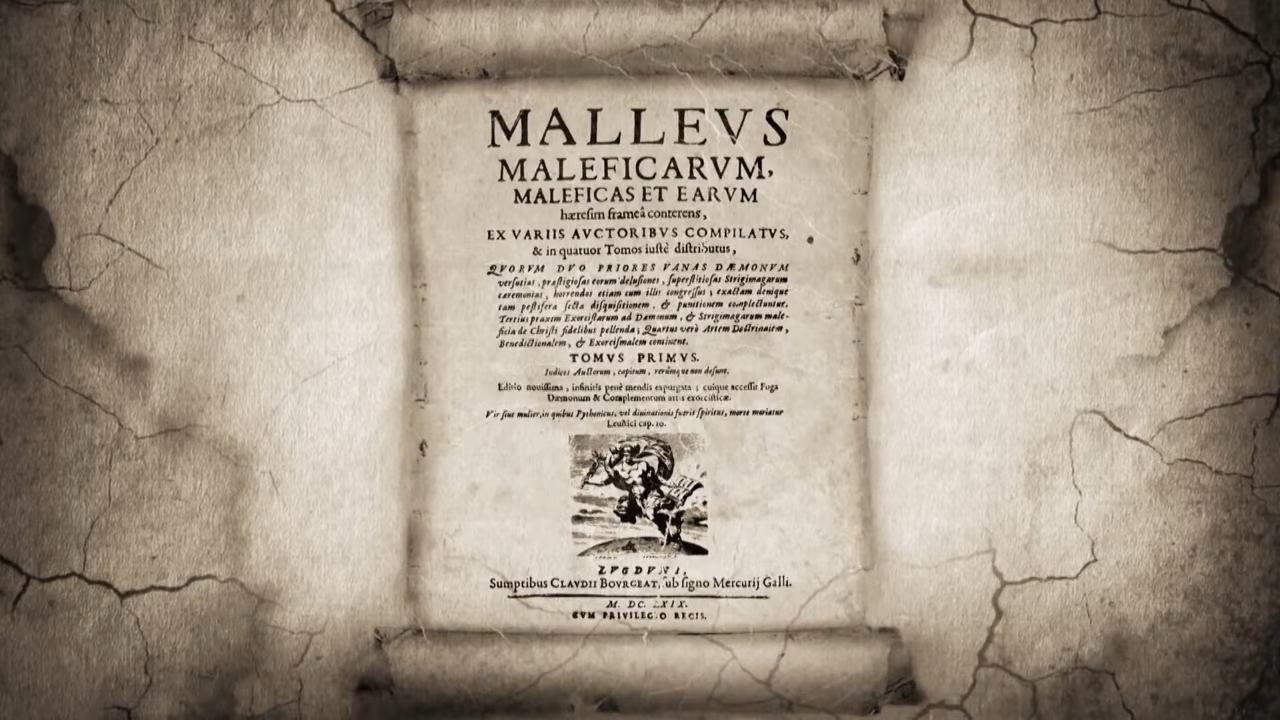 MALLEVS
MALEFICARVM,
MALEFICAS ET EARVM
hæresim frameâ conterens,
EX VARIIS AVCTORIBVS COMPILATVS,
& in quatuor Tomos iustè distributus,
QVORVM DVO PRIORES VANAS DÆMONVM
versutias, præstigiosas eorum delusiones, superstitiosas Strigimagarum
cæremonias, horrendos etiam cum illis congressus; exactam denique
tam pestiferæ sectæ disquisitionem, & punitionem complectuntur.
Tertius praxim Exorcistarum ad Dæmonum, & Strigimagarum male-
ficia de Christi fidelibus pellenda; Quartus verò Artem Doctrinalem,
Benedictionalem, & Exorcismalem continent.
TOMVS PRIMVS.
Indices Auctorum, capitum, rerúmque non desunt.
Editio novissima, infinitis penè mendis expurgata; cuique accessit Fuga
Dæmonum & Complementum artis exorcisticæ.
Vir sive mulier, in quibus Pythonicus, vel divinationis fuerit spiritus, morte moriatur
Leuitici cap. 10.
LVGDVNI,
Sumptibus CLAVDII BOVRGEAT, sub signo Mercurij Galli.
M. DC. LXIX.
CVM PRIVILEGIO REGIS.